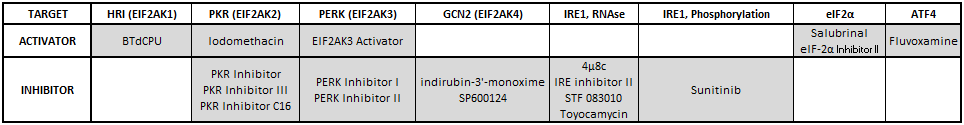 TARGET HRI (EIF2AK1) PKR (EIF2AK2) PERK (EIF2AK3) GCN2 (EIF2AK4) IRE1, RNAse IRE1, Phosphorylation eIF2α ATF4
ACTIVATOR BTdCPU Iodomethacin EIF2AK3 Activator Salubrinal
eIF-2α Inhibitor II Fluvoxamine
INHIBITOR PKR Inhibitor
PKR Inhibitor III
PKR Inhibitor C16 PERK Inhibitor I
PERK Inhibitor II indirubin-3'-monoxime
SP600124 4μ8c
IRE inhibitor II
STF 083010
Toyocamycin Sunitinib